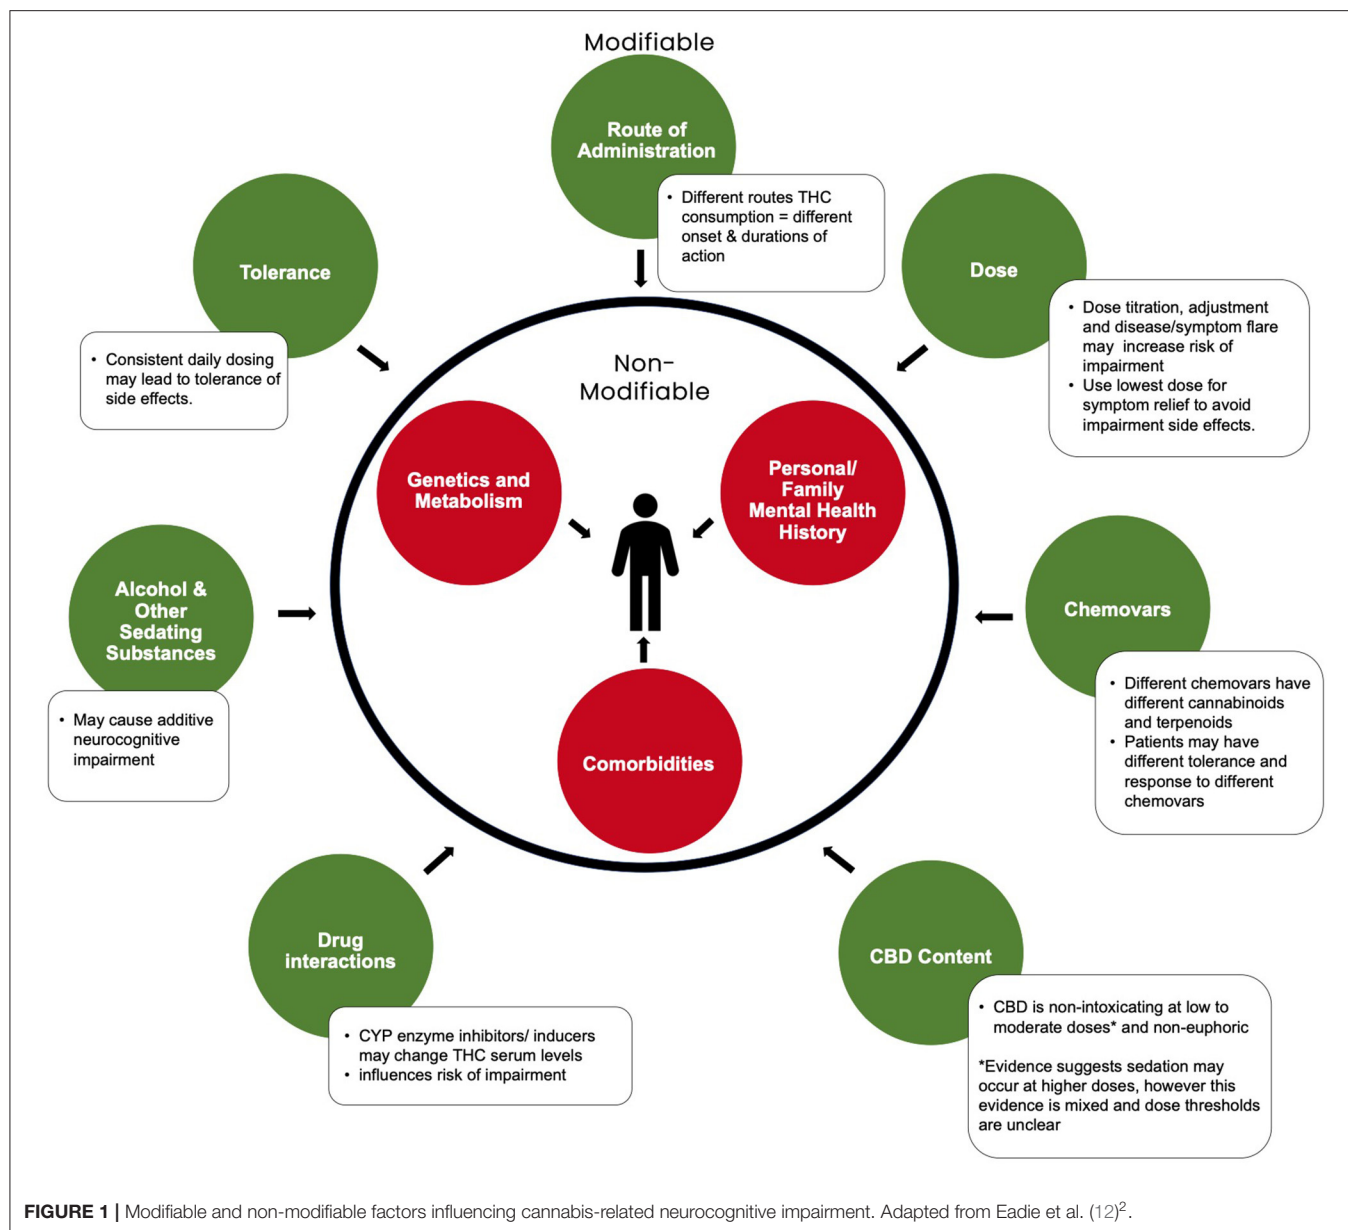 Modifiable
Route of
Administration
• Different routes THC
consumption = different
onset & durations of
action
Tolerance
• Consistent daily dosing
may lead to tolerance of
side effects.
Dose
• Dose titration, adjustment
and disease/symptom flare
may increase risk of
impairment
• Use lowest dose for
symptom relief to avoid
impairment side effects.
Non-
Modifiable
Genetics and
Metabolism
Personal/
Family
Mental Health
History
Comorbidities
Alcohol &
Other
Sedating
Substances
• May cause additive
neurocognitive
impairment
Chemovars
• Different chemovars have
different cannabinoids
and terpenoids
• Patients may have
different tolerance and
response to different
chemovars
Drug
interactions
• CYP enzyme inhibitors/ inducers
may change THC serum levels
• influences risk of impairment
CBD Content
• CBD is non-intoxicating at low to
moderate doses* and non-euphoric
*Evidence suggests sedation may
occur at higher doses, however this
evidence is mixed and dose thresholds
are unclear
FIGURE 1 | Modifiable and non-modifiable factors influencing cannabis-related neurocognitive impairment. Adapted from Eadie et al. (12)².